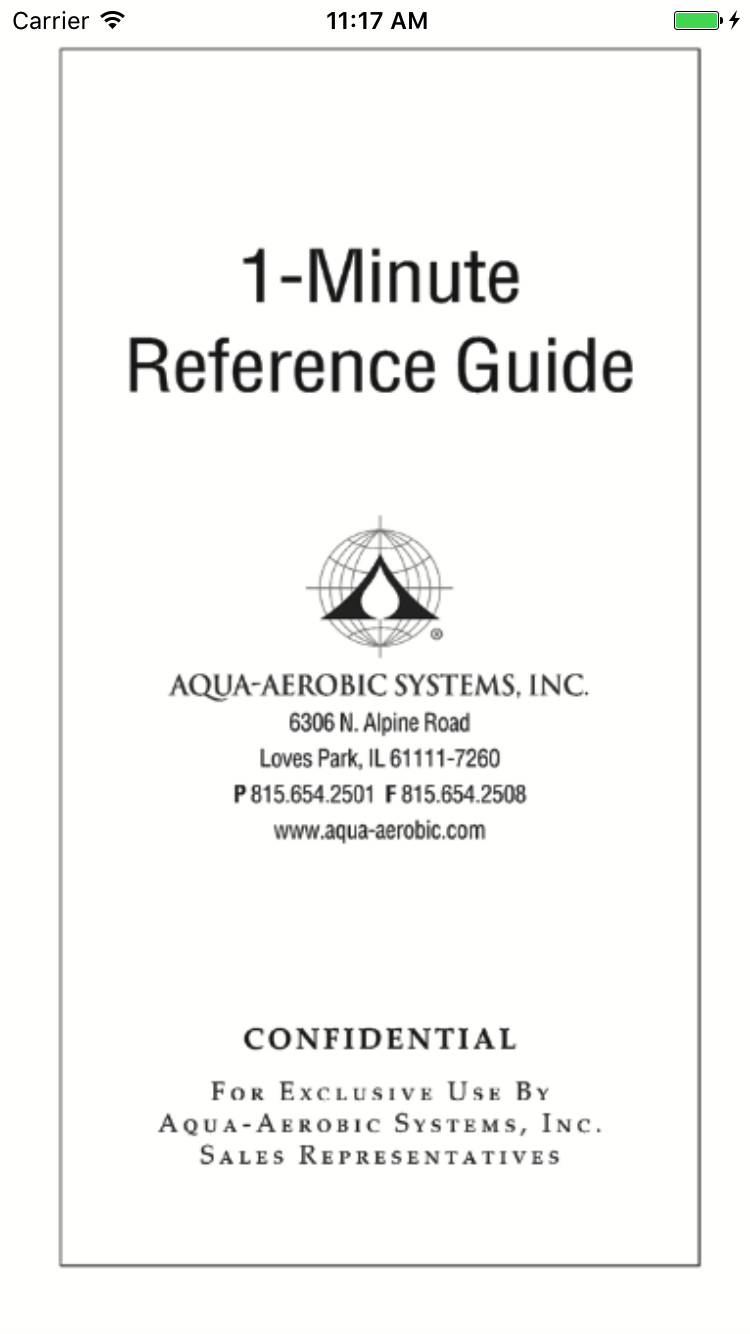 Carrier 11:17 AM
1-Minute
Reference Guide
®
AQUA-AEROBIC SYSTEMS, INC.
6306 N. Alpine Road
Loves Park, IL 61111-7260
P 815.654.2501 F 815.654.2508
www.aqua-aerobic.com
CONFIDENTIAL
For Exclusive Use By
Aqua-Aerobic Systems, Inc.
Sales Representatives